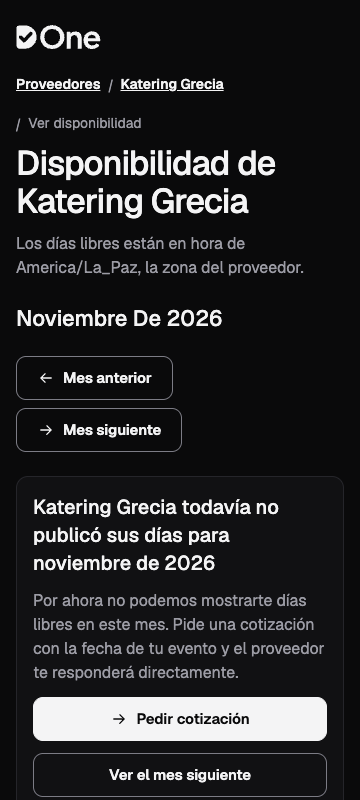 One
Proveedores / Katering Grecia
/ Ver disponibilidad
Disponibilidad de
Katering Grecia
Los días libres están en hora de
America/La_Paz, la zona del proveedor.
Noviembre De 2026
← Mes anterior
→ Mes siguiente
Katering Grecia todavía no
publicó sus días para
noviembre de 2026
Por ahora no podemos mostrarte días
libres en este mes. Pide una cotización
con la fecha de tu evento y el proveedor
te responderá directamente.
→ Pedir cotización
Ver el mes siguiente